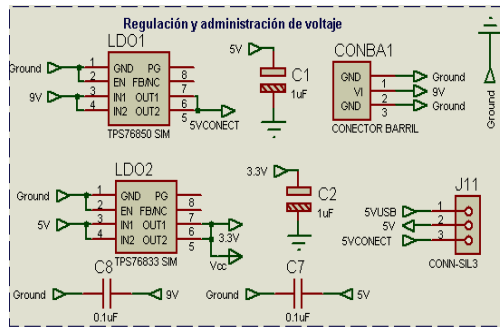 Regulación y administración de voltaje
LDO1
Ground
9V
1
2
3
4
GND
EN
IN1
IN2
PG
FB/NC
OUT1
OUT2
8
7
6
5
5VCONECT
TPS76850 SIM
5V
C1
1uF
CONBA1
GND
VI
GND
1
2
3
Ground
9V
Ground
CONECTOR BARRIL
Ground
LDO2
Ground
5V
1
2
3
4
GND
EN
IN1
IN2
PG
FB/NC
OUT1
OUT2
8
7
6
5
3.3V
Vcc
TPS76833 SIM
3.3V
C2
1uF
J11
5VUSB
5V
5VCONECT
1
2
3
CONN-SIL3
C8
Ground
9V
0.1uF
C7
Ground
5V
0.1uF